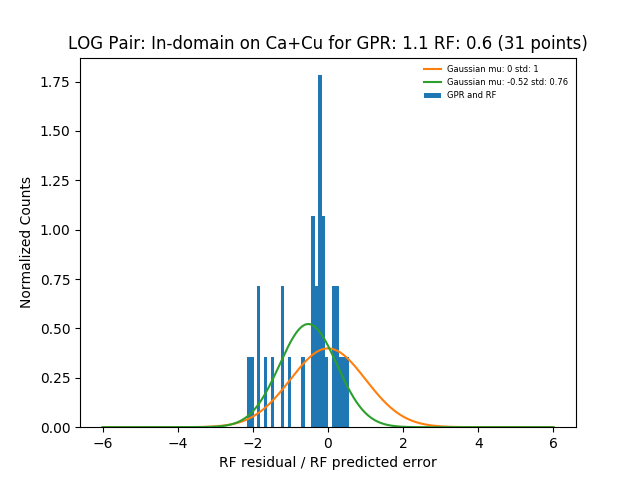 LOG Pair: In-domain on Ca+Cu for GPR: 1.1 RF: 0.6 (31 points)
Gaussian mu: 0 std: 1
Gaussian mu: -0.52 std: 0.76
GPR and RF
Normalized Counts
1.75
1.50
1.25
1.00
0.75
0.50
0.25
0.00
−6 −4 −2 0 2 4 6
RF residual / RF predicted error